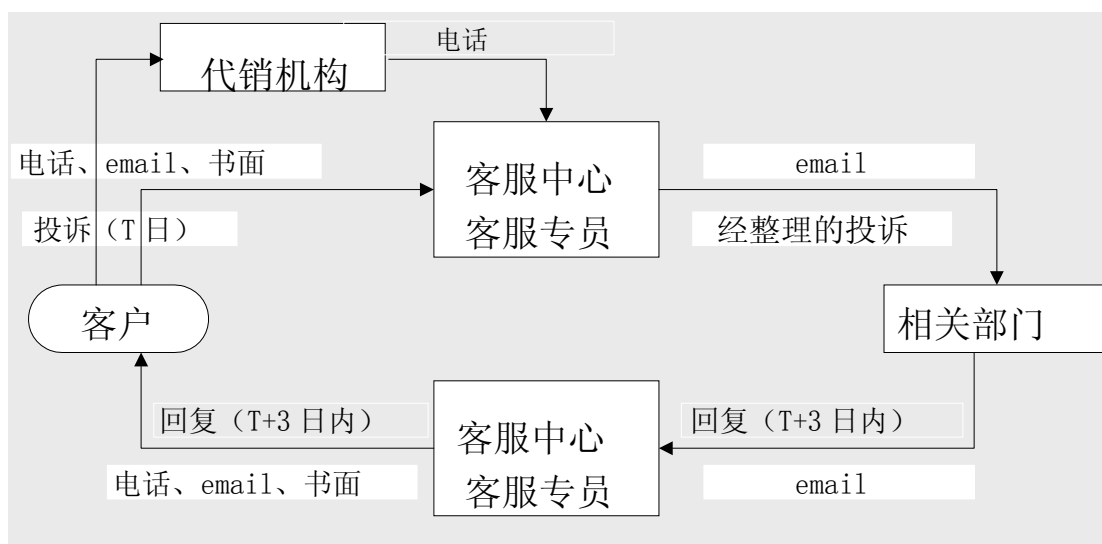 电话
代销机构
电话、email、书面
客服中心
客服专员
email
投诉（T 日）
经整理的投诉
客户
相关部门
回复（T+3 日内）
客服中心
客服专员
回复（T+3 日内）
电话、email、书面
email